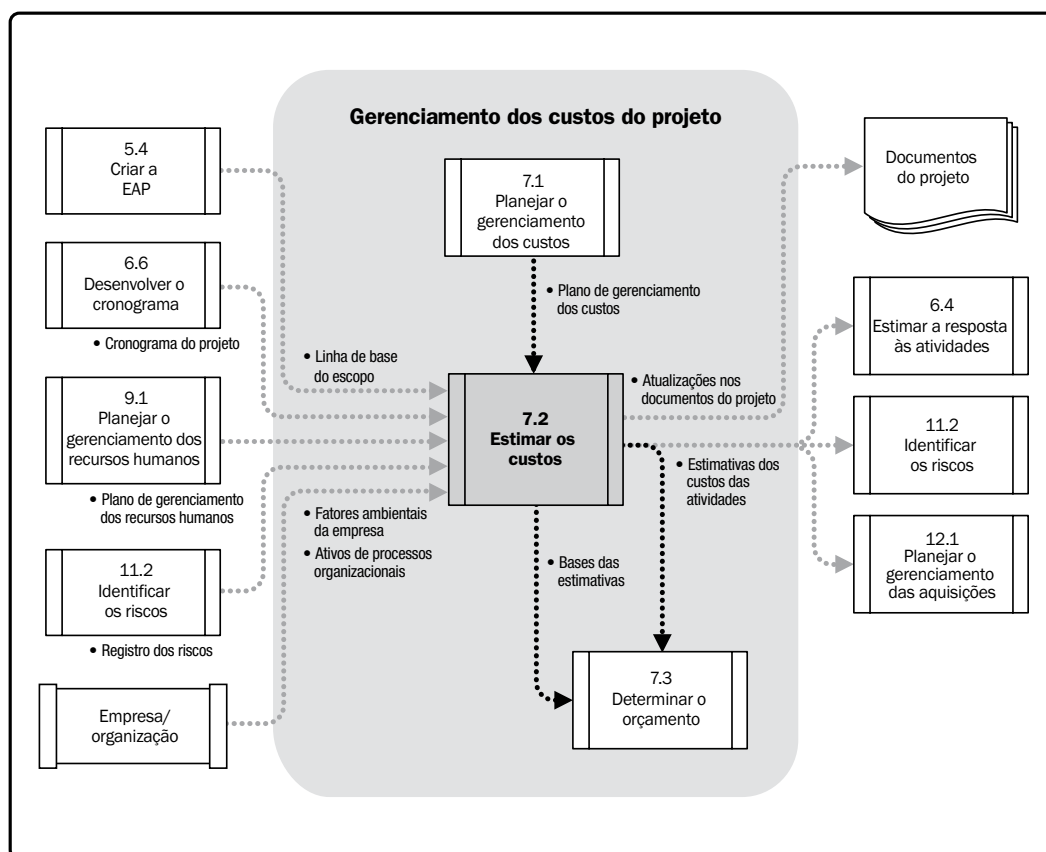 Gerenciamento dos custos do projeto
5.4
Criar a
EAP
6.6
Desenvolver o
cronograma
• Cronograma do projeto
9.1
Planejar o
gerenciamento dos
recursos humanos
• Plano de gerenciamento
dos recursos humanos
11.2
Identificar
os riscos
• Registro dos riscos
Empresa/
organização
• Linha de base
do escopo
• Fatores ambientais
da empresa
• Ativos de processos
organizacionais
7.1
Planejar o
gerenciamento
dos custos
• Plano de gerenciamento
dos custos
7.2
Estimar os
custos
• Atualizações nos
documentos do projeto
• Estimativas dos
custos das
atividades
• Bases das
estimativas
7.3
Determinar o
orçamento
Documentos
do projeto
6.4
Estimar a resposta
às atividades
11.2
Identificar
os riscos
12.1
Planejar o
gerenciamento
das aquisições